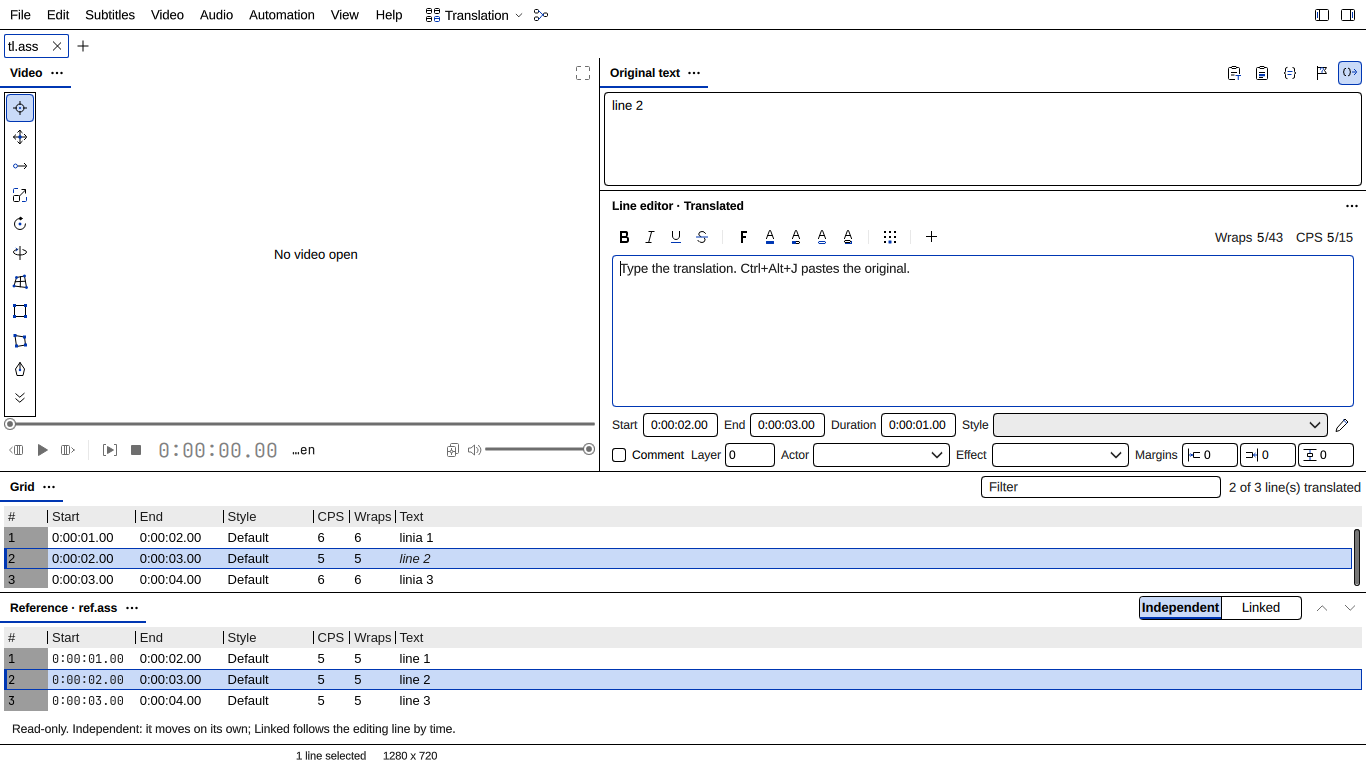 File Edit Subtitles Video Audio Automation View Help Translation
tl.ass
Video ···
No video open
0:00:00.00 …en
Original text ···
line 2
Line editor · Translated ···
B I U S F A A A A Wraps 5/43 CPS 5/15
Type the translation. Ctrl+Alt+J pastes the original.
Start 0:00:02.00 End 0:00:03.00 Duration 0:00:01.00 Style
Comment Layer 0 Actor Effect Margins 0 0 0
Grid ··· Filter 2 of 3 line(s) translated
# Start End Style CPS Wraps Text
1 0:00:01.00 0:00:02.00 Default 6 6 linia 1
2 0:00:02.00 0:00:03.00 Default 5 5 line 2
3 0:00:03.00 0:00:04.00 Default 6 6 linia 3
Reference · ref.ass ··· Independent Linked
# Start End Style CPS Wraps Text
1 0:00:01.00 0:00:02.00 Default 5 5 line 1
2 0:00:02.00 0:00:03.00 Default 5 5 line 2
3 0:00:03.00 0:00:04.00 Default 5 5 line 3
Read-only. Independent: it moves on its own; Linked follows the editing line by time.
1 line selected 1280 x 720